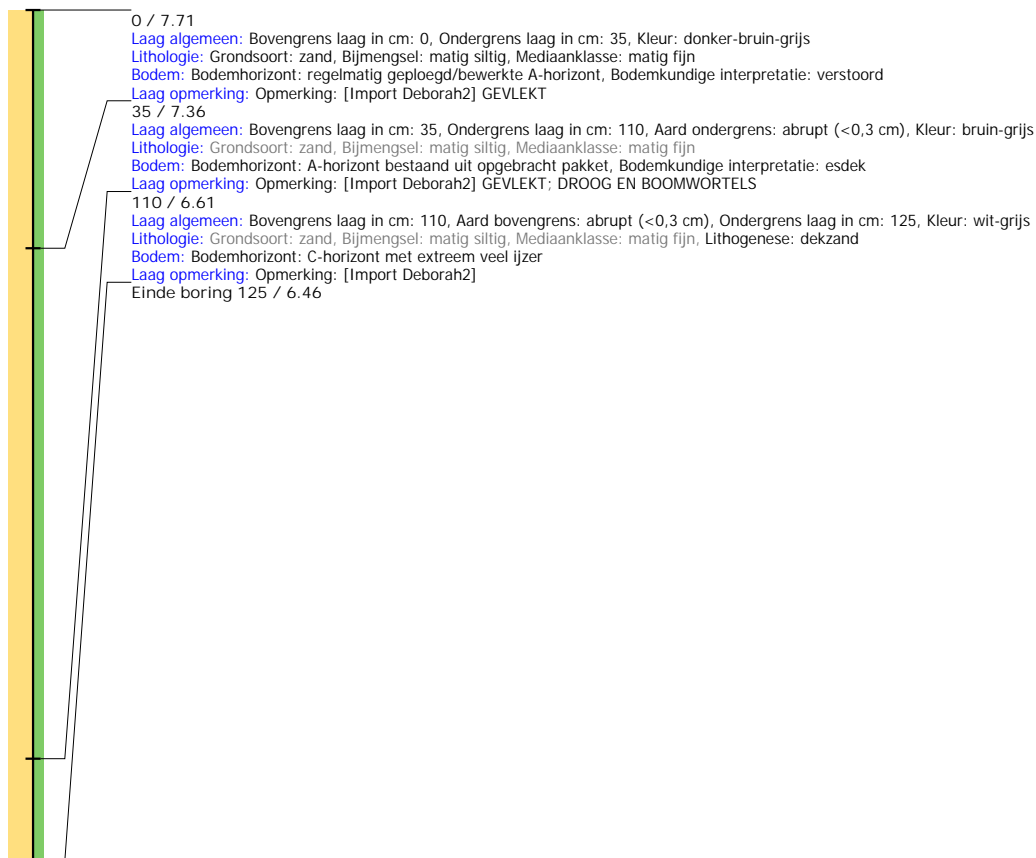 0 / 7.71
Laag algemeen: Bovengrens laag in cm: 0, Ondergrens laag in cm: 35, Kleur: donker-bruin-grijs
Lithologie: Grondsoort: zand, Bijmengsel: matig siltig, Mediaanklasse: matig fijn
Bodem: Bodemhorizont: regelmatig geploegd/bewerkte A-horizont, Bodemkundige interpretatie: verstoord
Laag opmerking: Opmerking: [Import Deborah2] GEVLEKT
35 / 7.36
Laag algemeen: Bovengrens laag in cm: 35, Ondergrens laag in cm: 110, Aard ondergrens: abrupt (<0,3 cm), Kleur: bruin-grijs
Lithologie: Grondsoort: zand, Bijmengsel: matig siltig, Mediaanklasse: matig fijn
Bodem: Bodemhorizont: A-horizont bestaand uit opgebracht pakket, Bodemkundige interpretatie: esdek
Laag opmerking: Opmerking: [Import Deborah2] GEVLEKT; DROOG EN BOOMWORTELS
110 / 6.61
Laag algemeen: Bovengrens laag in cm: 110, Aard bovengrens: abrupt (<0,3 cm), Ondergrens laag in cm: 125, Kleur: wit-grijs
Lithologie: Grondsoort: zand, Bijmengsel: matig siltig, Mediaanklasse: matig fijn, Lithogenese: dekzand
Bodem: Bodemhorizont: C-horizont met extreem veel ijzer
Laag opmerking: Opmerking: [Import Deborah2]
Einde boring 125 / 6.46